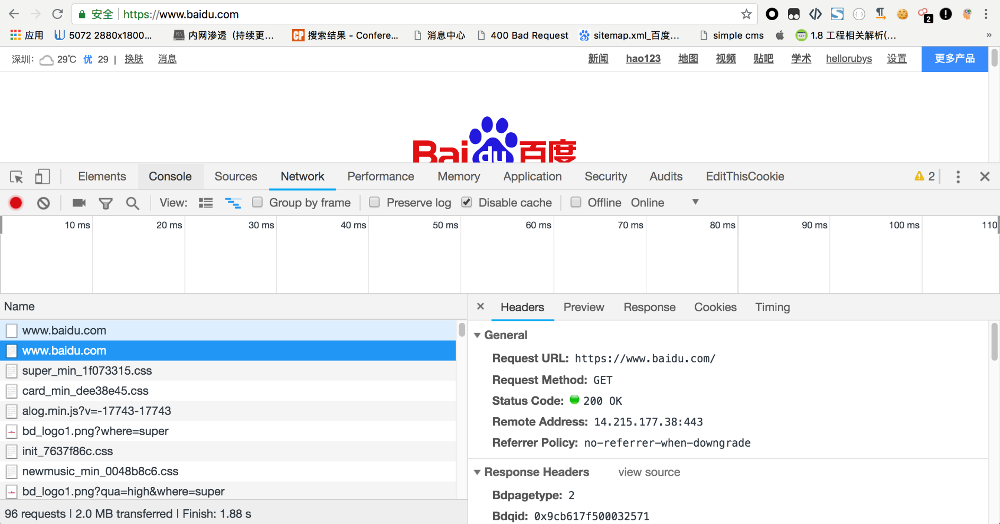 安全 https://www.baidu.com
2
应用 5072 2880x1800... 内网渗透（持续更... CP 搜索结果 - Confere... 消息中心 400 Bad Request sitemap.xml_百度... simple cms 1.8 工程相关解析(... »
深圳： 29℃ 优 29 | 换肤 消息 新闻 hao123 地图 视频 贴吧 学术 hellorubys 设置 更多产品
Bai du 百度
Elements Console Sources Network Performance Memory Application Security Audits EditThisCookie 2
View: Group by frame Preserve log Disable cache Offline Online
10 ms 20 ms 30 ms 40 ms 50 ms 60 ms 70 ms 80 ms 90 ms 100 ms 110
Name
www.baidu.com
www.baidu.com
super_min_1f073315.css
card_min_dee38e45.css
alog.min.js?v=-17743-17743
bd_logo1.png?where=super
init_7637f86c.css
newmusic_min_0048b8c6.css
bd_logo1.png?qua=high&where=super
96 requests | 2.0 MB transferred | Finish: 1.88 s
Headers Preview Response Cookies Timing
General
Request URL: https://www.baidu.com/
Request Method: GET
Status Code: 200 OK
Remote Address: 14.215.177.38:443
Referrer Policy: no-referrer-when-downgrade
Response Headers view source
Bdpagetype: 2
Bdqid: 0x9cb617f500032571